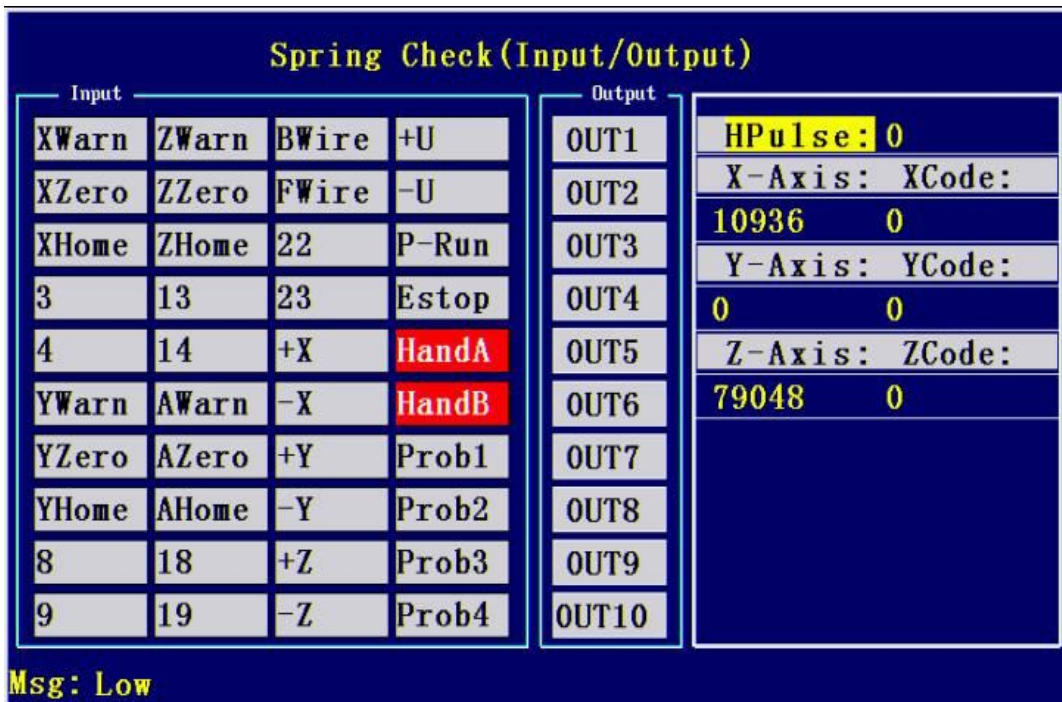 Spring Check(Input/Output)
Input
XWarn ZWarn BWire +U
XZero ZZero FWire -U
XHome ZHome 22 P-Run
3 13 23 Estop
4 14 +X HandA
YWarn AWarn -X HandB
YZero AZero +Y Prob1
YHome AHome -Y Prob2
8 18 +Z Prob3
9 19 -Z Prob4
Output
OUT1
OUT2
OUT3
OUT4
OUT5
OUT6
OUT7
OUT8
OUT9
OUT10
HPulse: 0
X-Axis: XCode:
10936 0
Y-Axis: YCode:
0 0
Z-Axis: ZCode:
79048 0
Msg: Low